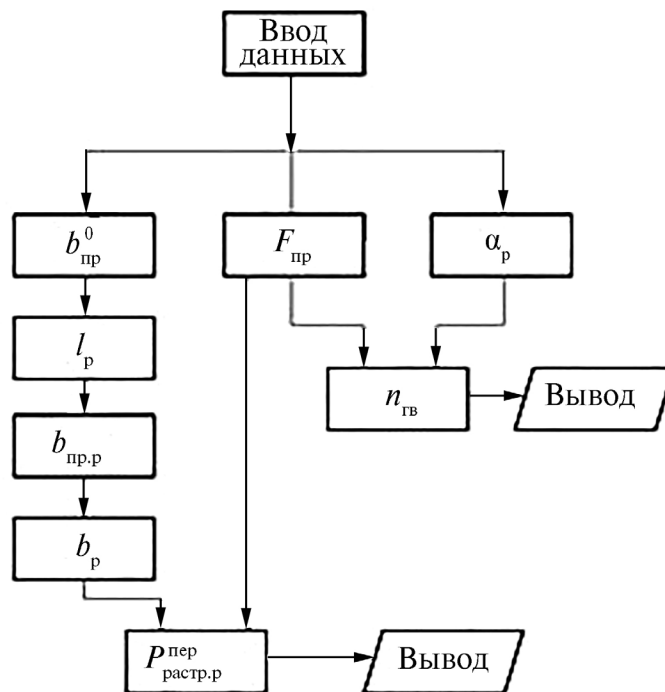 Ввод
данных
b⁰пр
Fпр
αр
lр
nгв
Вывод
bпр.р
bр
Pперрастр.р
Вывод